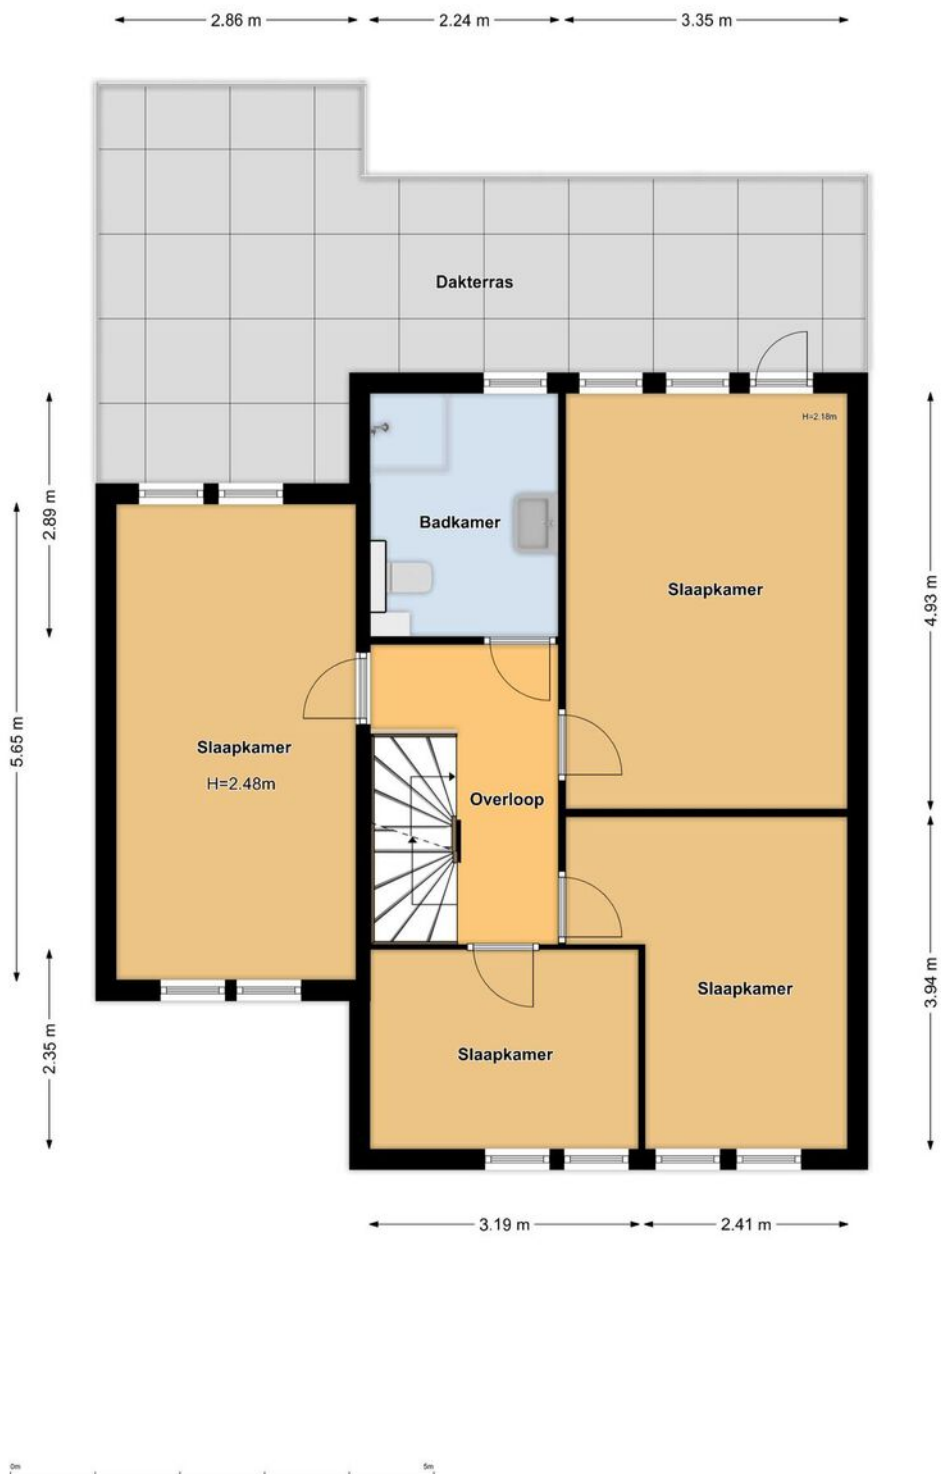 2.86 m
2.24 m
3.35 m
Dakterras
H=2.18m
2.89 m
Badkamer
Slaapkamer
4.93 m
5.65 m
Slaapkamer
H=2.48m
Overloop
Slaapkamer
3.94 m
2.35 m
Slaapkamer
3.19 m
2.41 m
0m
5m